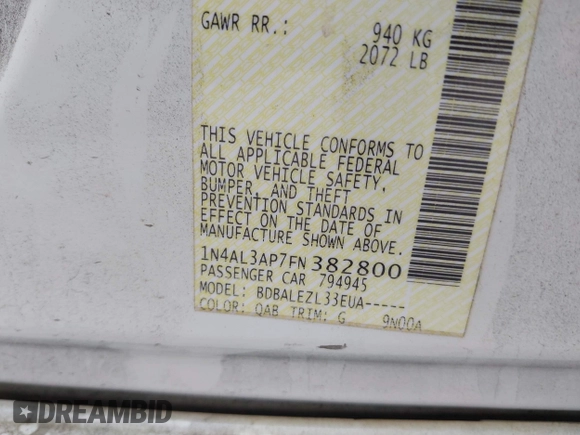 GAWR RR.: 940 KG
2072 LB
THIS VEHICLE CONFORMS TO
ALL APPLICABLE FEDERAL
MOTOR VEHICLE SAFETY,
BUMPER, AND THEFT
PREVENTION STANDARDS IN
EFFECT ON THE DATE OF
MANUFACTURE SHOWN ABOVE.
1N4AL3AP7FN382800
PASSENGER CAR 794945
MODEL: BDBALEZL33EUA-----
COLOR: QAB TRIM: G 9N00A
DREAMBID